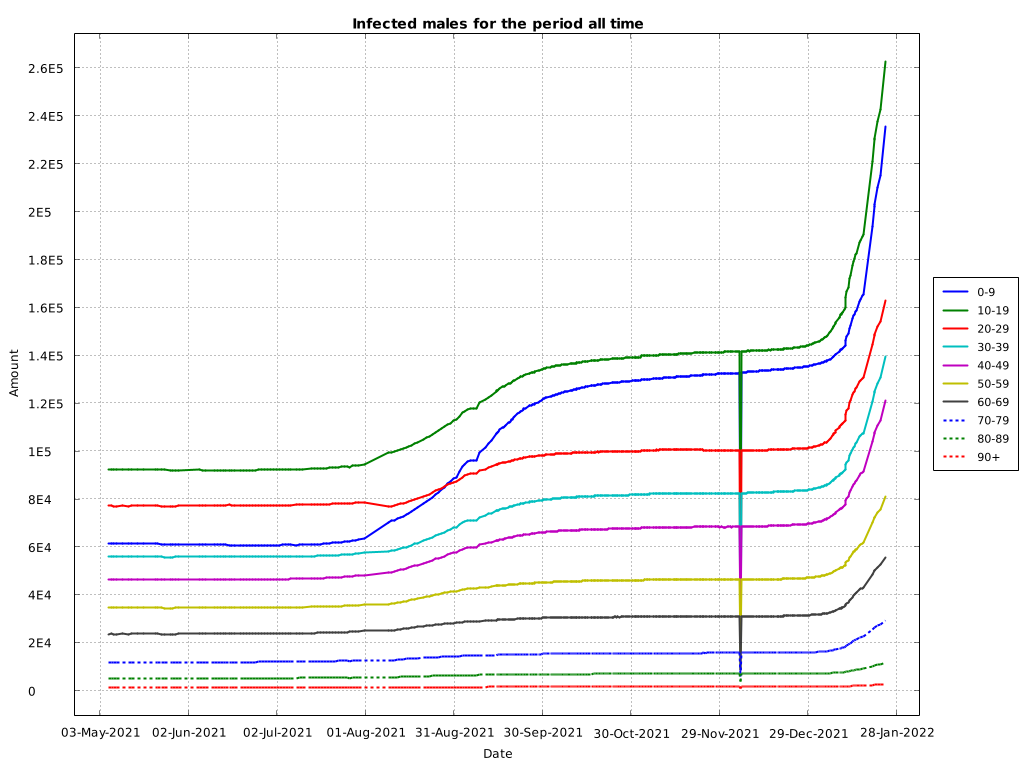 Infected males for the period all time
2.6E5
2.4E5
2.2E5
2E5
1.8E5
1.6E5
1.4E5
1.2E5
1E5
8E4
6E4
4E4
2E4
0
Amount
03-May-2021 02-Jun-2021 02-Jul-2021 01-Aug-2021 31-Aug-2021 30-Sep-2021 30-Oct-2021 29-Nov-2021 29-Dec-2021 28-Jan-2022
Date
0-9
10-19
20-29
30-39
40-49
50-59
60-69
70-79
80-89
90+